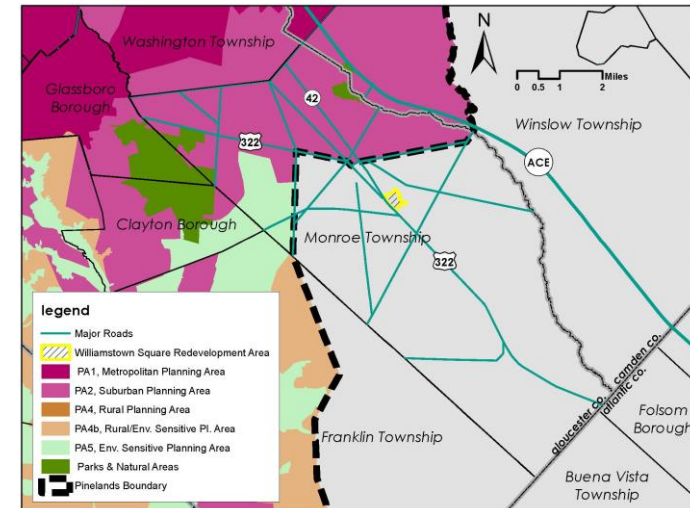 Washington Township
N
Glassboro
Borough
42
0 0.5 1 2
Miles
Winslow Township
322
ACE
Clayton Borough
Monroe Township
322
legend
Major Roads
Williamstown Square Redevelopment Area
PA1, Metropolitan Planning Area
PA2, Suburban Planning Area
PA4, Rural Planning Area
PA4b, Rural/Env. Sensitive Pl. Area
PA5, Env. Sensitive Planning Area
Parks & Natural Areas
Pinelands Boundary
camden co.
gloucester co.
atlantic co.
Folsom
Borough
Franklin Township
Buena Vista
Township